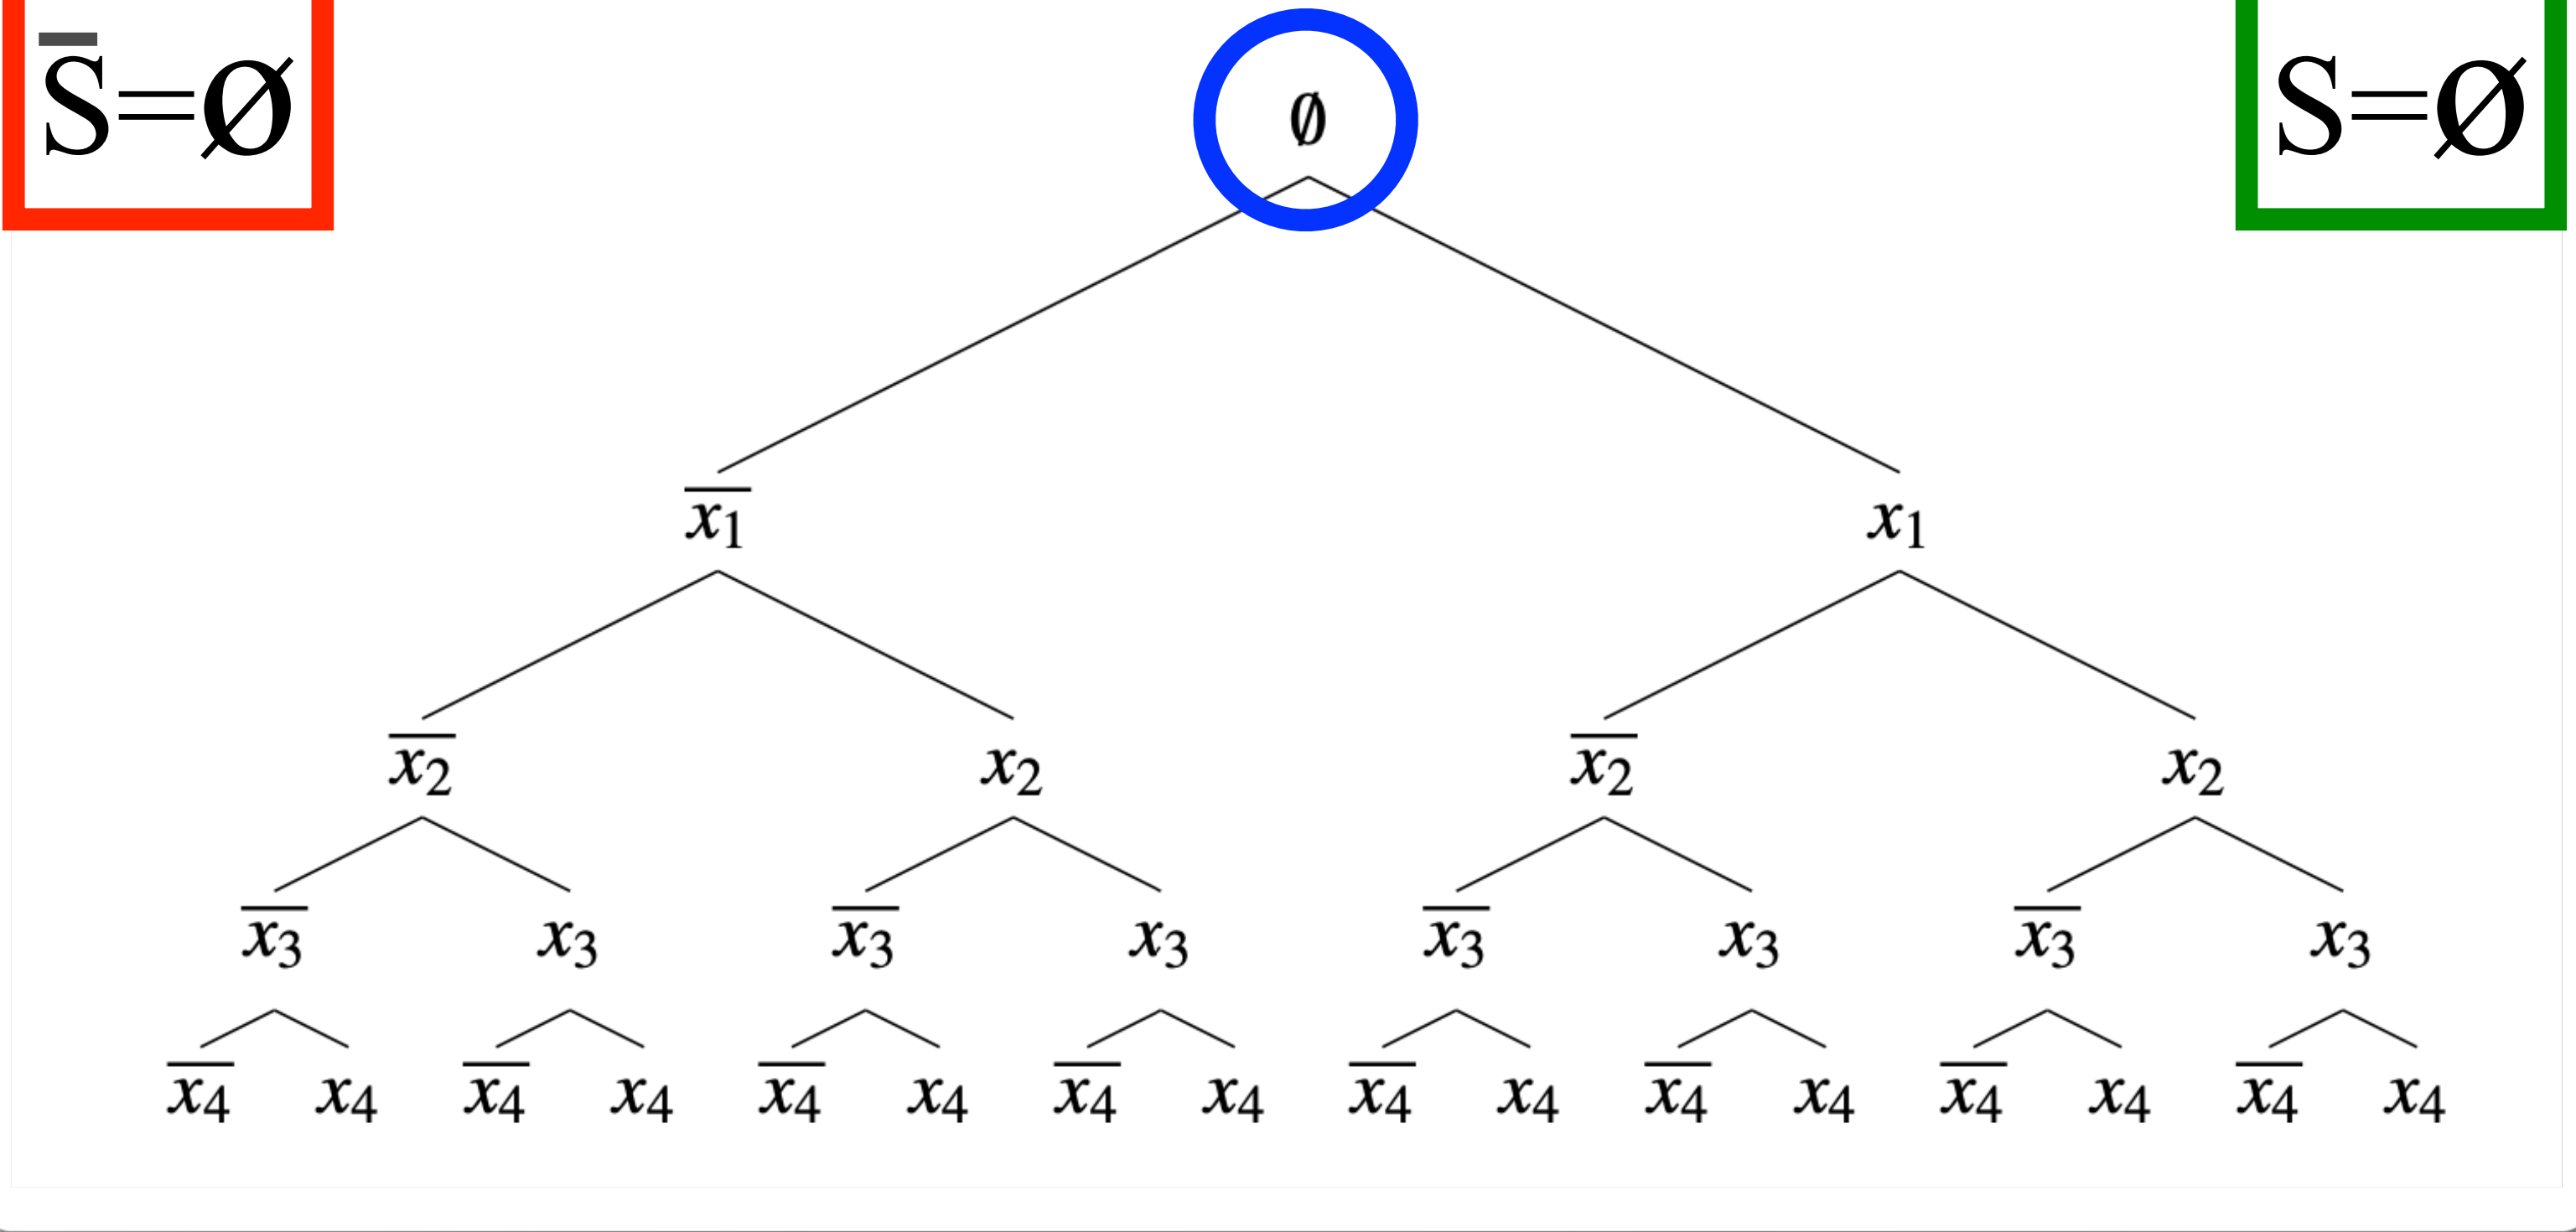 S̅=Ø
∅
S=Ø
x̅₁ x₁
x̅₂ x₂ x̅₂ x₂
x̅₃ x₃ x̅₃ x₃ x̅₃ x₃ x̅₃ x₃
x̅₄ x₄ x̅₄ x₄ x̅₄ x₄ x̅₄ x₄ x̅₄ x₄ x̅₄ x₄ x̅₄ x₄ x̅₄ x₄